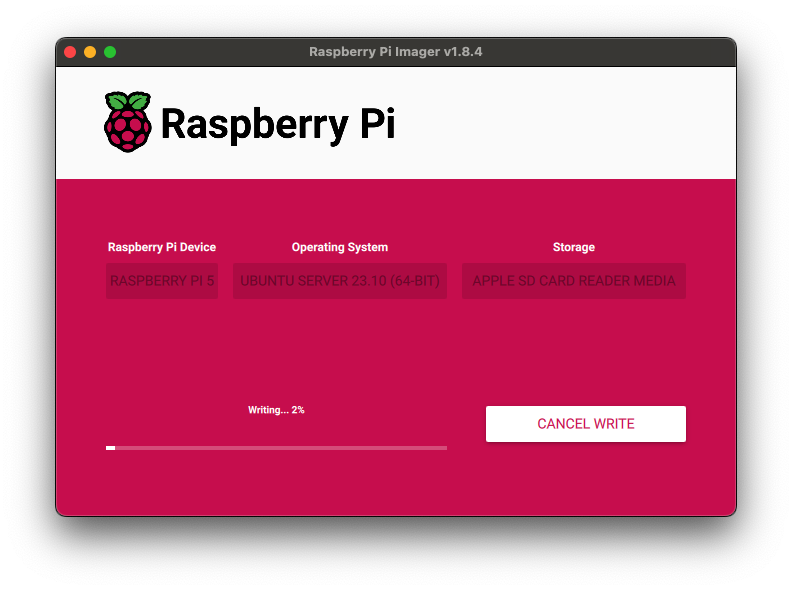 Raspberry Pi Imager v1.8.4
Raspberry Pi
Raspberry Pi Device
Operating System
Storage
RASPBERRY PI 5
UBUNTU SERVER 23.10 (64-BIT)
APPLE SD CARD READER MEDIA
Writing... 2%
CANCEL WRITE